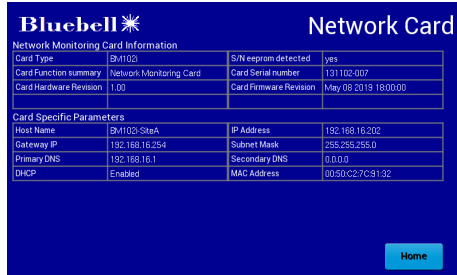 Bluebell Network Card
Network Monitoring Card Information
Card Type BM102i S/N eeprom detected yes
Card Function summary Network Monitoring Card Card Serial number 131102-007
Card Hardware Revision 1.00 Card Firmware Revision May 08 2019 18:00:00
Card Specific Parameters
Host Name BM102i-SiteA IP Address 192.168.16.202
Gateway IP 192.168.16.254 Subnet Mask 255.255.255.0
Primary DNS 192.168.16.1 Secondary DNS 0.0.0.0
DHCP Enabled MAC Address 00:50:C2:7C:91:32
Home